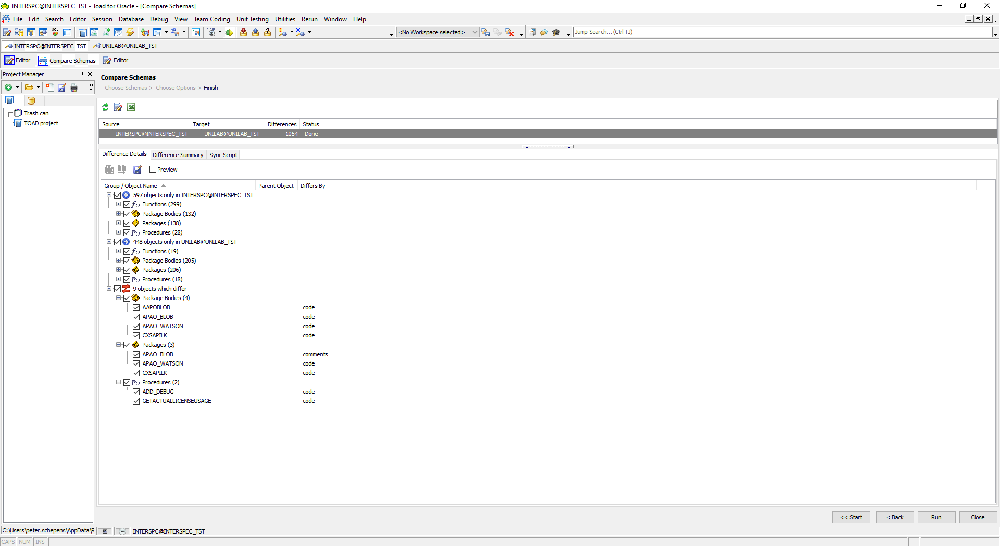 INTERSPC@INTERSPEC_TST - Toad for Oracle - [Compare Schemas]
File Edit Search Editor Session Database Debug View Team Coding Unit Testing Utilities Rerun Window Help
SQL <No Workspace selected> Jump Search...(Ctrl+J)
INTERSPC@INTERSPEC_TST UNILAB@UNILAB_TST
Editor Compare Schemas Editor
Project Manager
Compare Schemas
Choose Schemas > Choose Options > Finish
Trash can
TOAD project
Source Target Differences Status
INTERSPC@INTERSPEC_TST UNILAB@UNILAB_TST 1054 Done
Difference Details Difference Summary Sync Script
Preview
Group / Object Name Parent Object Differs By
597 objects only in INTERSPC@INTERSPEC_TST
Functions (299)
Package Bodies (132)
Packages (138)
Procedures (28)
448 objects only in UNILAB@UNILAB_TST
Functions (19)
Package Bodies (205)
Packages (206)
Procedures (18)
9 objects which differ
Package Bodies (4)
AAPOBLOB code
APAO_BLOB code
APAO_WATSON code
CXSAPILK code
Packages (3)
APAO_BLOB comments
APAO_WATSON code
CXSAPILK code
Procedures (2)
ADD_DEBUG code
GETACTUALLICENSEUSAGE code
<< Start < Back Run Close
C:\Users\peter.schepens\AppData\R INTERSPC@INTERSPEC_TST
CAPS NUM INS